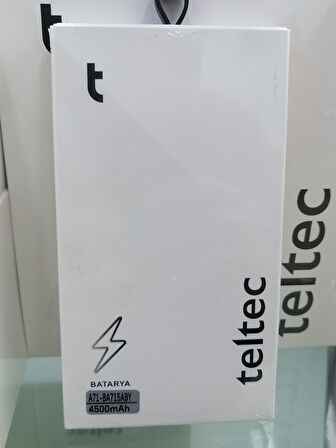 t
teltec
BATARYA
A71-BA715ABY
4500mAh
teltec